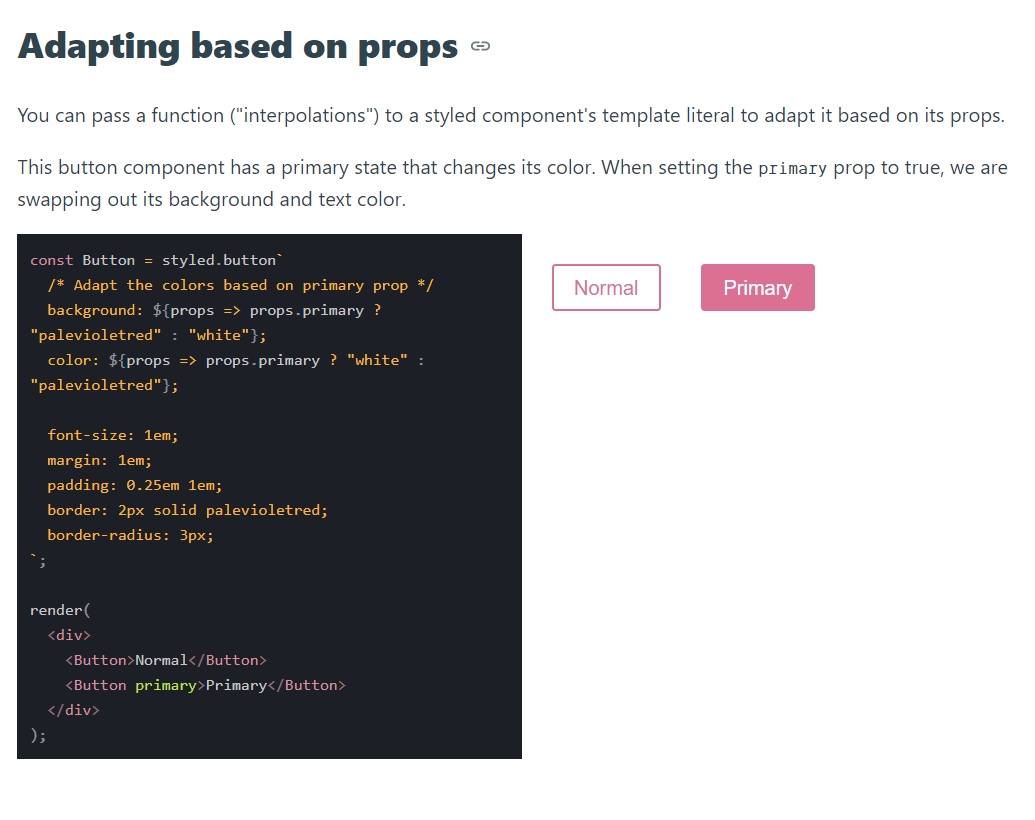 Adapting based on props
You can pass a function ("interpolations") to a styled component's template literal to adapt it based on its props.
This button component has a primary state that changes its color. When setting the primary prop to true, we are
swapping out its background and text color.
const Button = styled.button`
  /* Adapt the colors based on primary prop */
  background: ${props => props.primary ?
"palevioletred" : "white"};
  color: ${props => props.primary ? "white" :
"palevioletred"};

  font-size: 1em;
  margin: 1em;
  padding: 0.25em 1em;
  border: 2px solid palevioletred;
  border-radius: 3px;
`;

render(
  <div>
    <Button>Normal</Button>
    <Button primary>Primary</Button>
  </div>
);
Normal
Primary